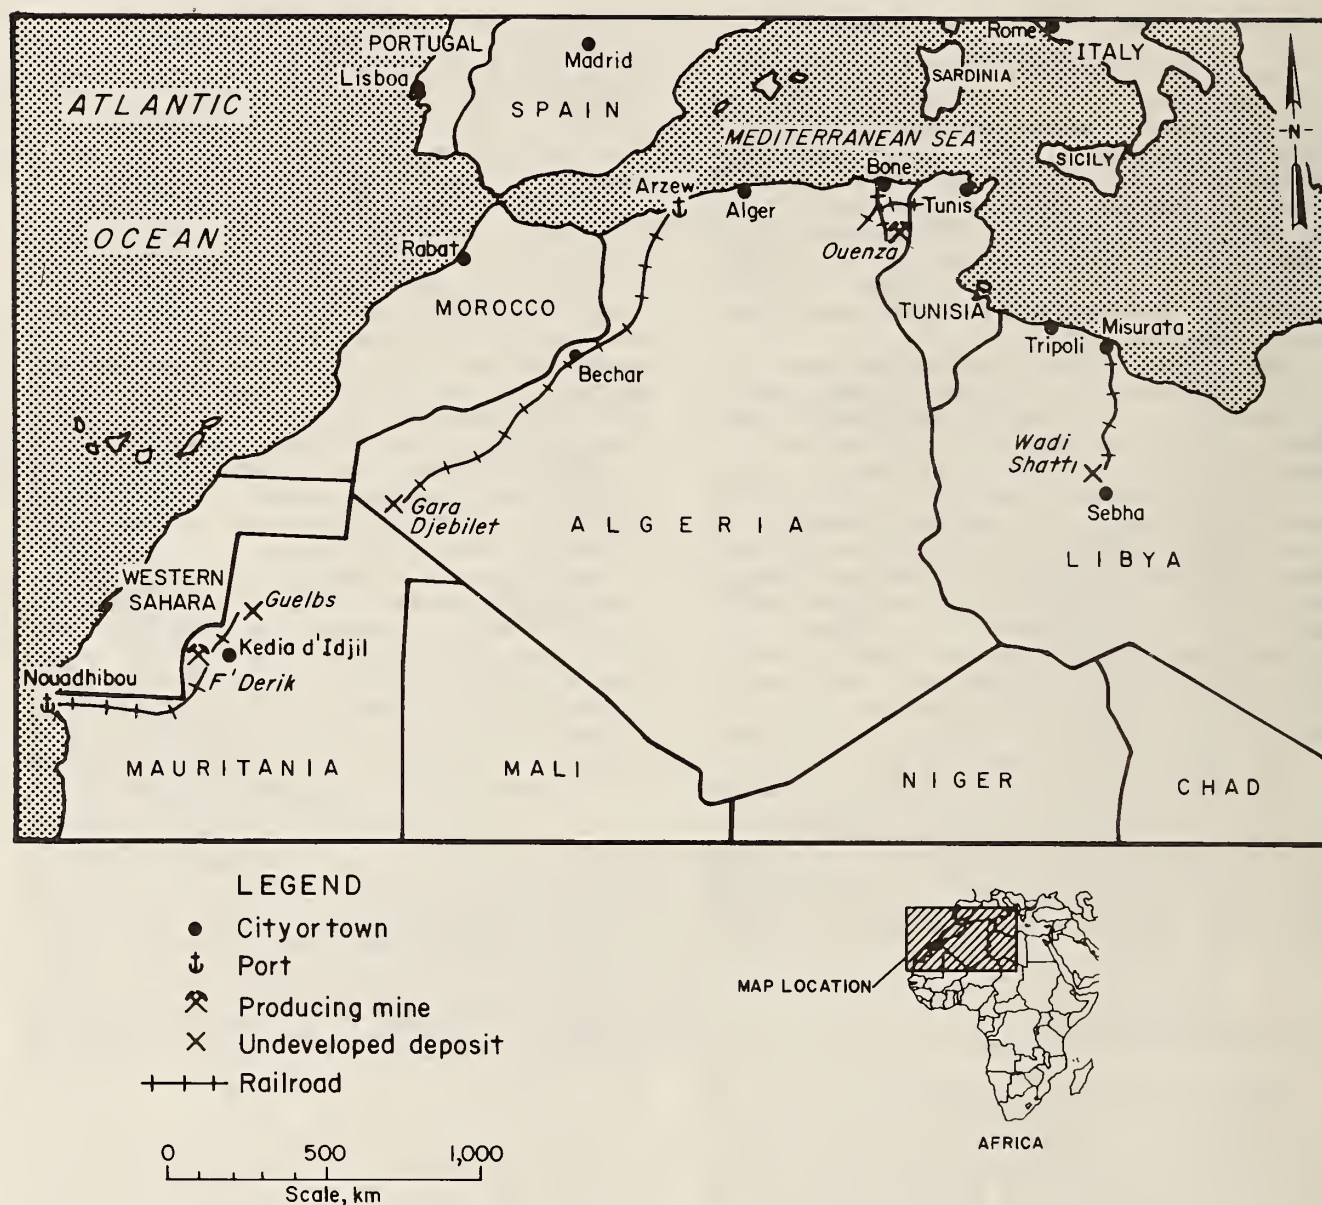 PORTUGAL
Lisboa
Madrid
SPAIN
Rome
ITALY
SARDINIA
ATLANTIC
OCEAN
MEDITERRANEAN SEA
SICILY
N
Arzew
Alger
Bone
Tunis
Ouenza
Rabat
MOROCCO
TUNISIA
Tripoli
Misurata
Bechar
Wadi
Shatti
Sebha
Gara
Djebilet
ALGERIA
LIBYA
WESTERN
SAHARA
Guelbs
Kedia d'Idjil
F'Derik
Nouadhibou
MAURITANIA
MALI
NIGER
CHAD
LEGEND
City or town
Port
Producing mine
Undeveloped deposit
Railroad
0 500 1,000
Scale, km
MAP LOCATION
AFRICA